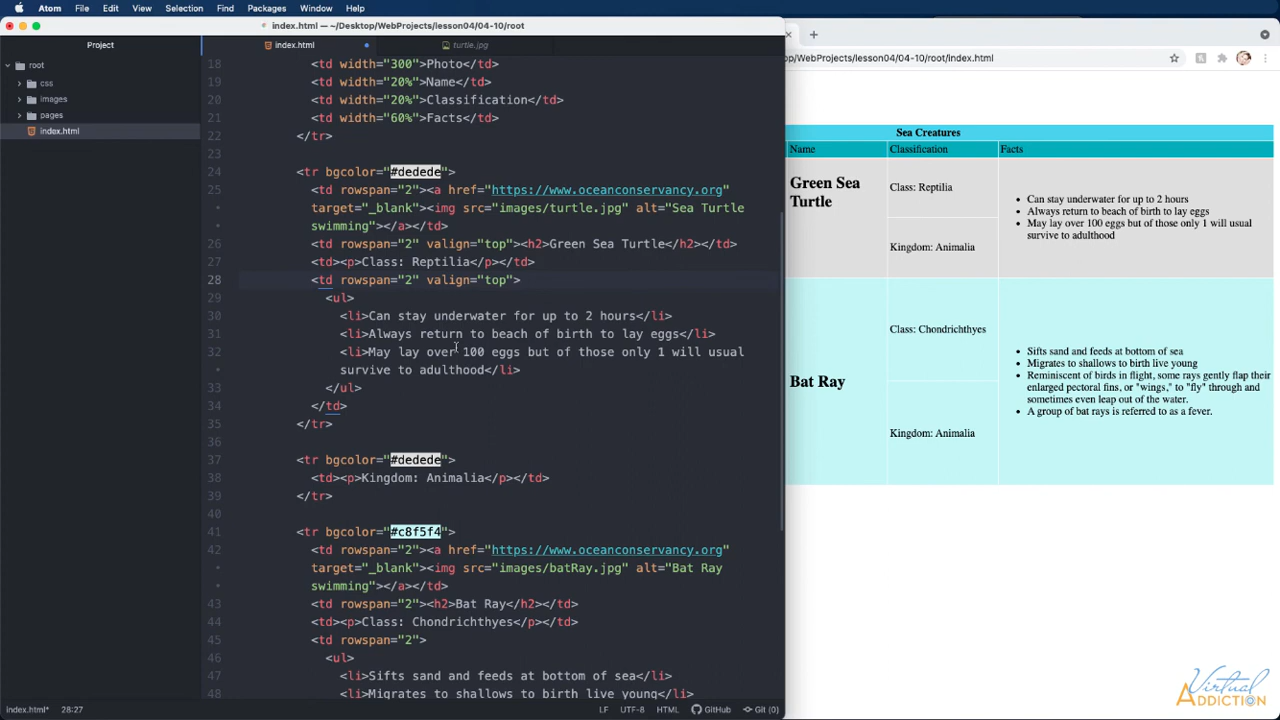 Atom File Edit View Selection Find Packages Window Help
index.html — ~/Desktop/WebProjects/lesson04/04-10/root
Project
index.html
turtle.jpg
root
css
images
pages
index.html
18 <td width="300">Photo</td>
19 <td width="20%">Name</td>
20 <td width="20%">Classification</td>
21 <td width="60%">Facts</td>
22 </tr>
23
24 <tr bgcolor="#dedede">
25 <td rowspan="2"><a href="https://www.oceanconservancy.org"
• target="_blank"><img src="images/turtle.jpg" alt="Sea Turtle
• swimming"></a></td>
26 <td rowspan="2" valign="top"><h2>Green Sea Turtle</h2></td>
27 <td><p>Class: Reptilia</p></td>
28 <td rowspan="2" valign="top">
29 <ul>
30 <li>Can stay underwater for up to 2 hours</li>
31 <li>Always return to beach of birth to lay eggs</li>
32 <li>May lay over 100 eggs but of those only 1 will usual
• survive to adulthood</li>
33 </ul>
34 </td>
35 </tr>
36
37 <tr bgcolor="#dedede">
38 <td><p>Kingdom: Animalia</p></td>
39 </tr>
40
41 <tr bgcolor="#c8f5f4">
42 <td rowspan="2"><a href="https://www.oceanconservancy.org"
• target="_blank"><img src="images/batRay.jpg" alt="Bat Ray
• swimming"></a></td>
43 <td rowspan="2"><h2>Bat Ray</h2></td>
44 <td><p>Class: Chondrichthyes</p></td>
45 <td rowspan="2">
46 <ul>
47 <li>Sifts sand and feeds at bottom of sea</li>
48 <li>Migrates to shallows to birth live young</li>
index.html* 28:27 LF UTF-8 HTML GitHub Git (0)
op/WebProjects/lesson04/04-10/root/index.html
Sea Creatures
Name Classification Facts
Green Sea
Turtle
Class: Reptilia
Kingdom: Animalia
• Can stay underwater for up to 2 hours
• Always return to beach of birth to lay eggs
• May lay over 100 eggs but of those only 1 will usual
survive to adulthood
Bat Ray
Class: Chondrichthyes
Kingdom: Animalia
• Sifts sand and feeds at bottom of sea
• Migrates to shallows to birth live young
• Reminiscent of birds in flight, some rays gently flap their
enlarged pectoral fins, or "wings," to "fly" through and
sometimes even leap out of the water.
• A group of bat rays is referred to as a fever.
Virtual
ADDICTION